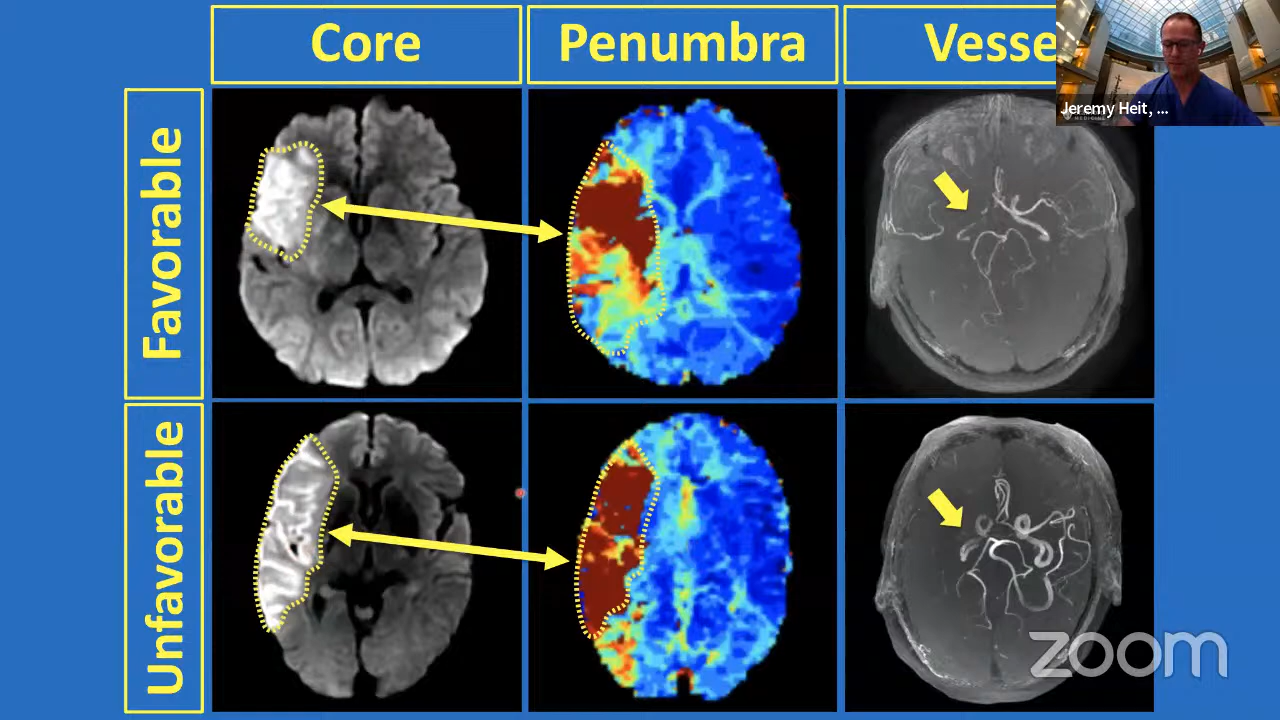 Core
Penumbra
Vesse
Jeremy Heit, ...
Favorable
Unfavorable
zoom